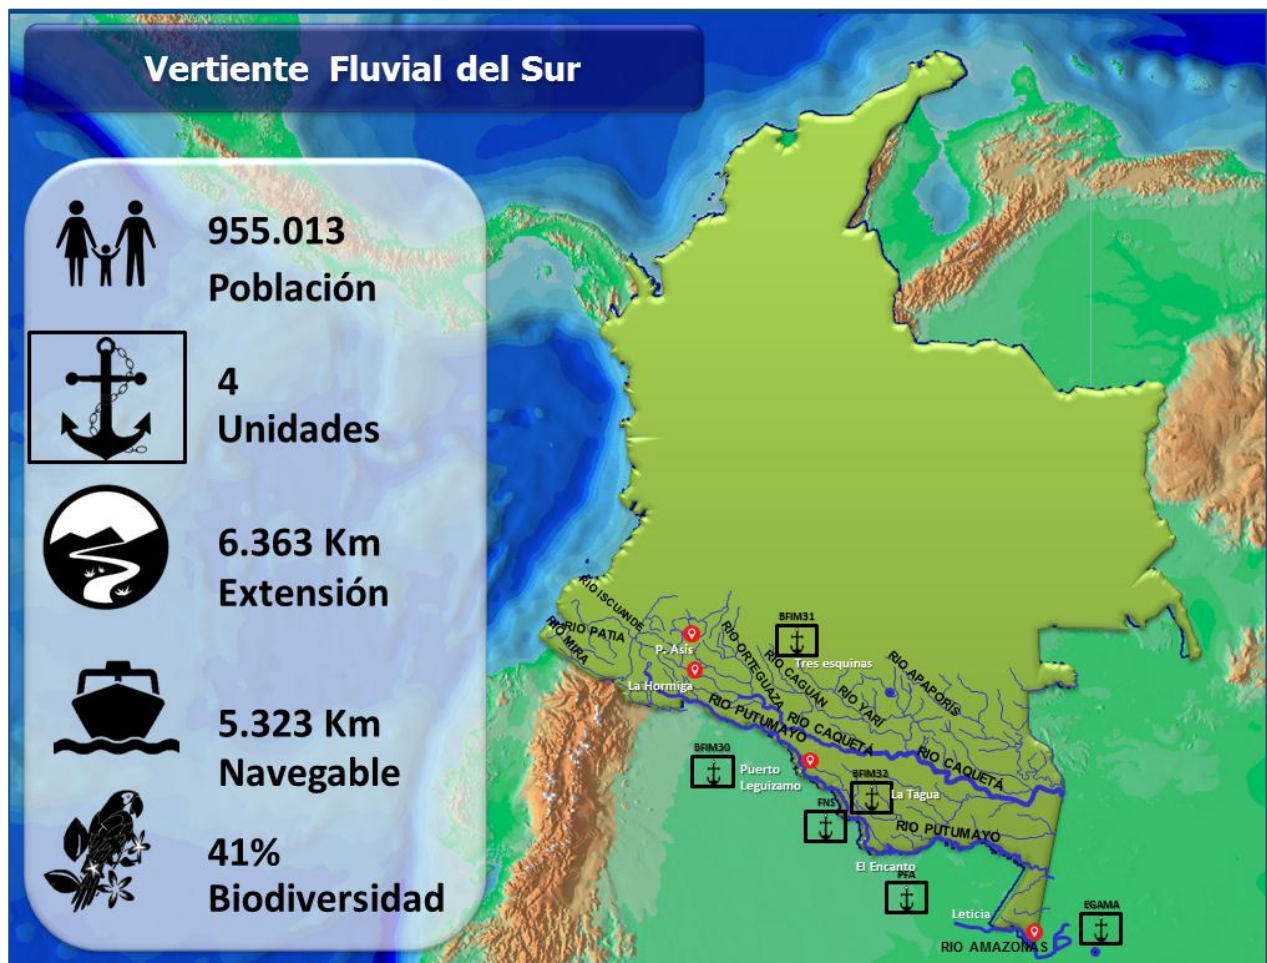 Vertiente Fluvial del Sur
955.013
Población
4
Unidades
6.363 Km
Extensión
5.323 Km
Navegable
41%
Biodiversidad
RIO ISCUANDE
RIO PATIA
RIO MIRA
P. Asis
La Hormiga
RIO ORTEGUAZA
BFIM31
Tres esquinas
RIO CAGUAN
RIO YARI
RIO APAPORIS
RIO PUTUMAYO
RIO CAQUETÁ
RIO CAQUETÁ
BFIM30
Puerto
Leguizamo
BFIM32
La Tagua
FNS
RIO PUTUMAYO
El Encanto
PFA
Leticia
EGAMA
RIO AMAZONAS